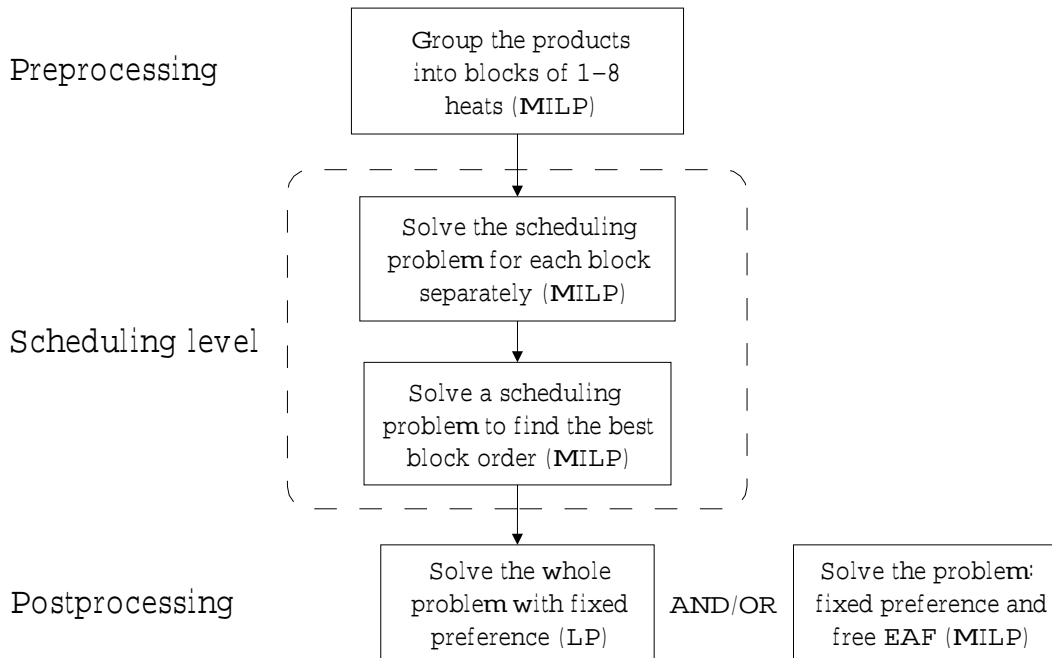 Preprocessing
Group the products
into blocks of 1–8
heats (MILP)
Scheduling level
Solve the scheduling
problem for each block
separately (MILP)
Solve a scheduling
problem to find the best
block order (MILP)
Postprocessing
Solve the whole
problem with fixed
preference (LP)
AND/OR
Solve the problem:
fixed preference and
free EAF (MILP)